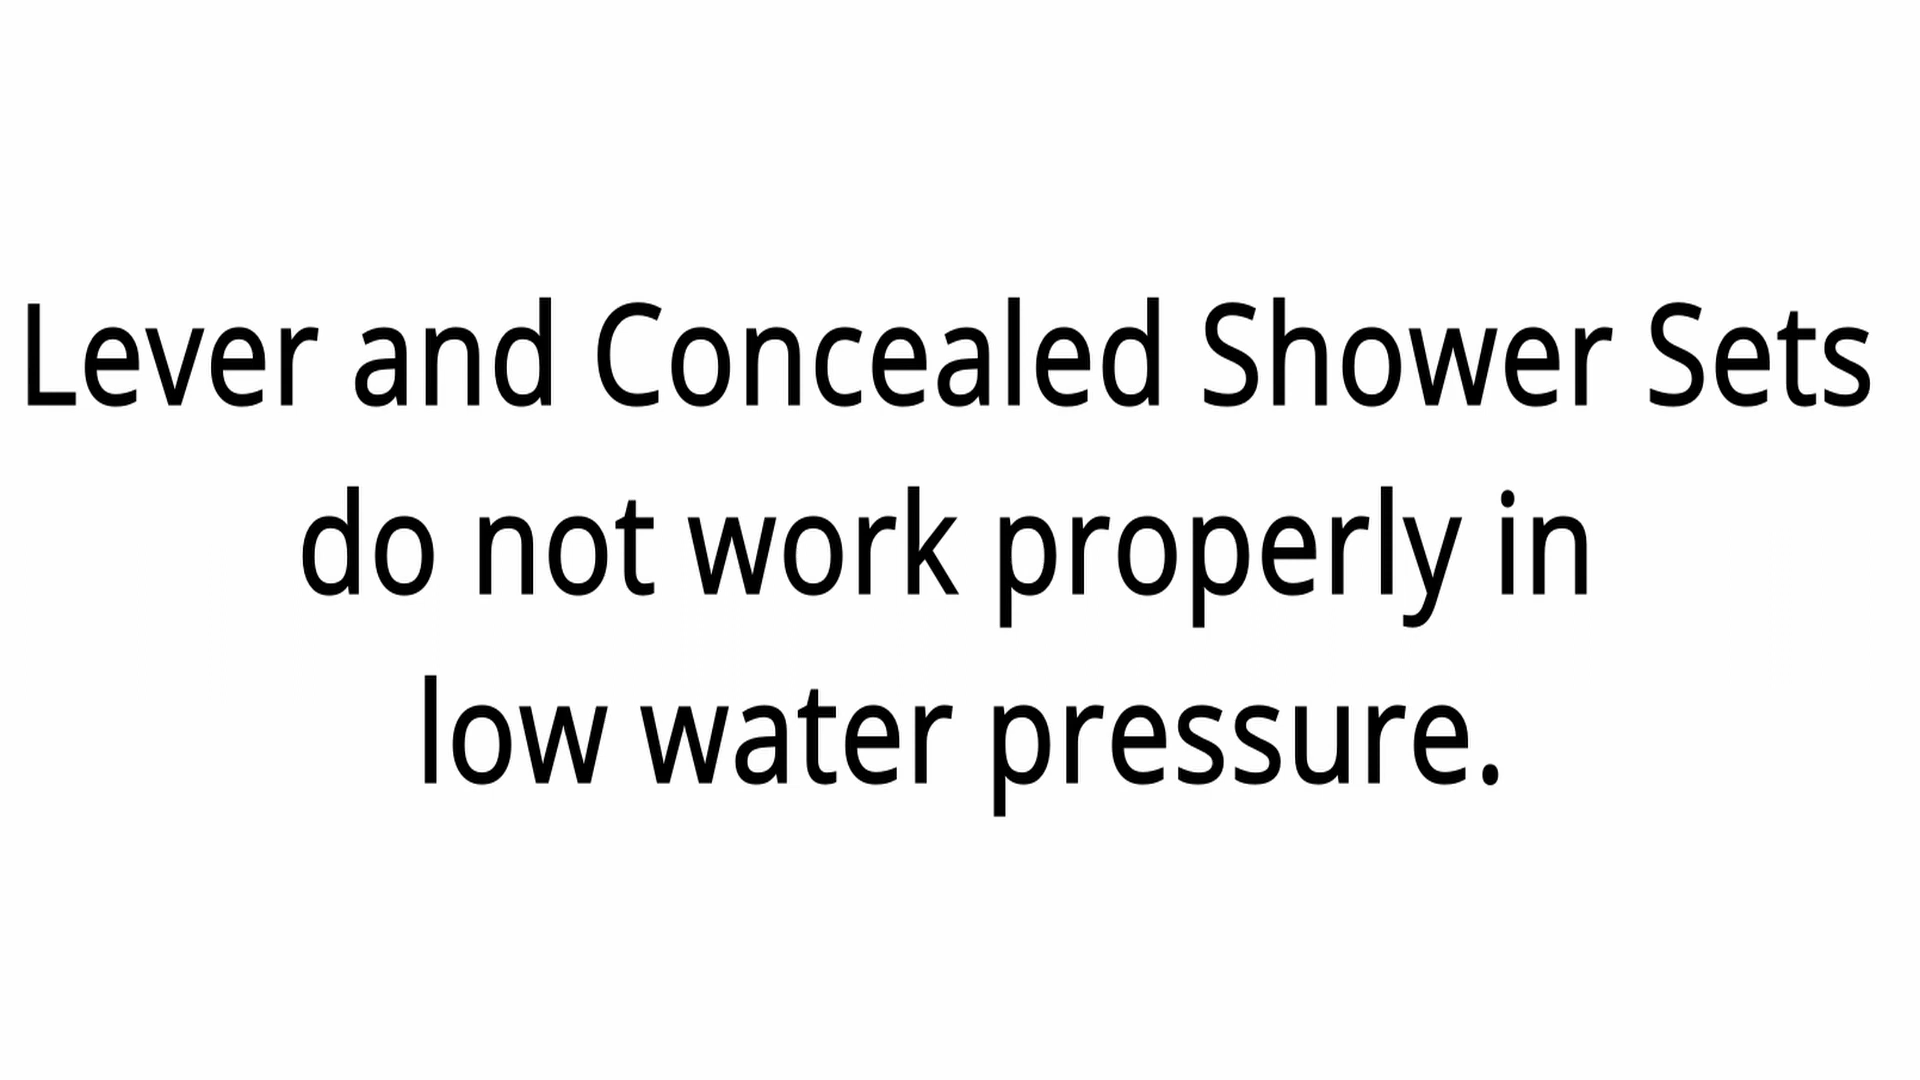 Lever and Concealed Shower Sets
do not work properly in
low water pressure.